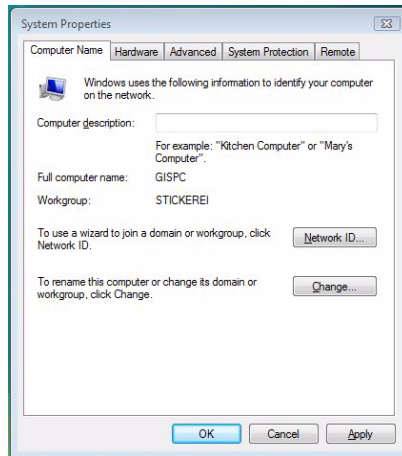 System Properties
Computer Name Hardware Advanced System Protection Remote
Windows uses the following information to identify your computer
on the network.
Computer description:
For example: "Kitchen Computer" or "Mary's
Computer".
Full computer name: GISPC
Workgroup: STICKEREI
To use a wizard to join a domain or workgroup, click
Network ID.
Network ID...
To rename this computer or change its domain or
workgroup, click Change.
Change...
OK Cancel Apply